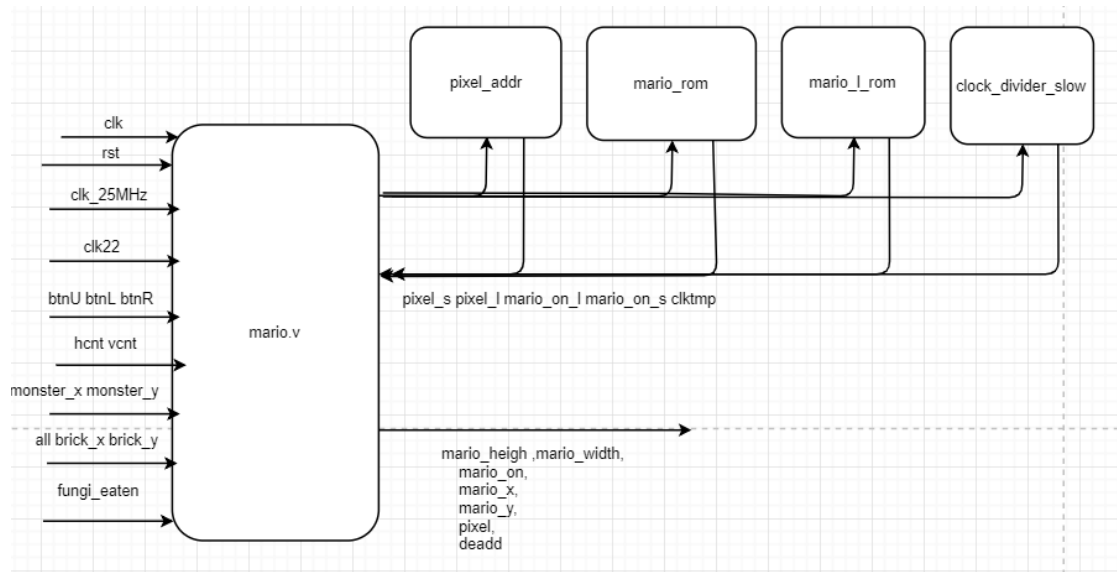 pixel_addr
mario_rom
mario_l_rom
clock_divider_slow
clk
rst
clk_25MHz
clk22
btnU btnL btnR
hcnt vcnt
monster_x monster_y
all brick_x brick_y
fungi_eaten
mario.v
pixel_s pixel_l mario_on_l mario_on_s clktmp
mario_heigh ,mario_width,
mario_on,
mario_x,
mario_y,
pixel,
deadd